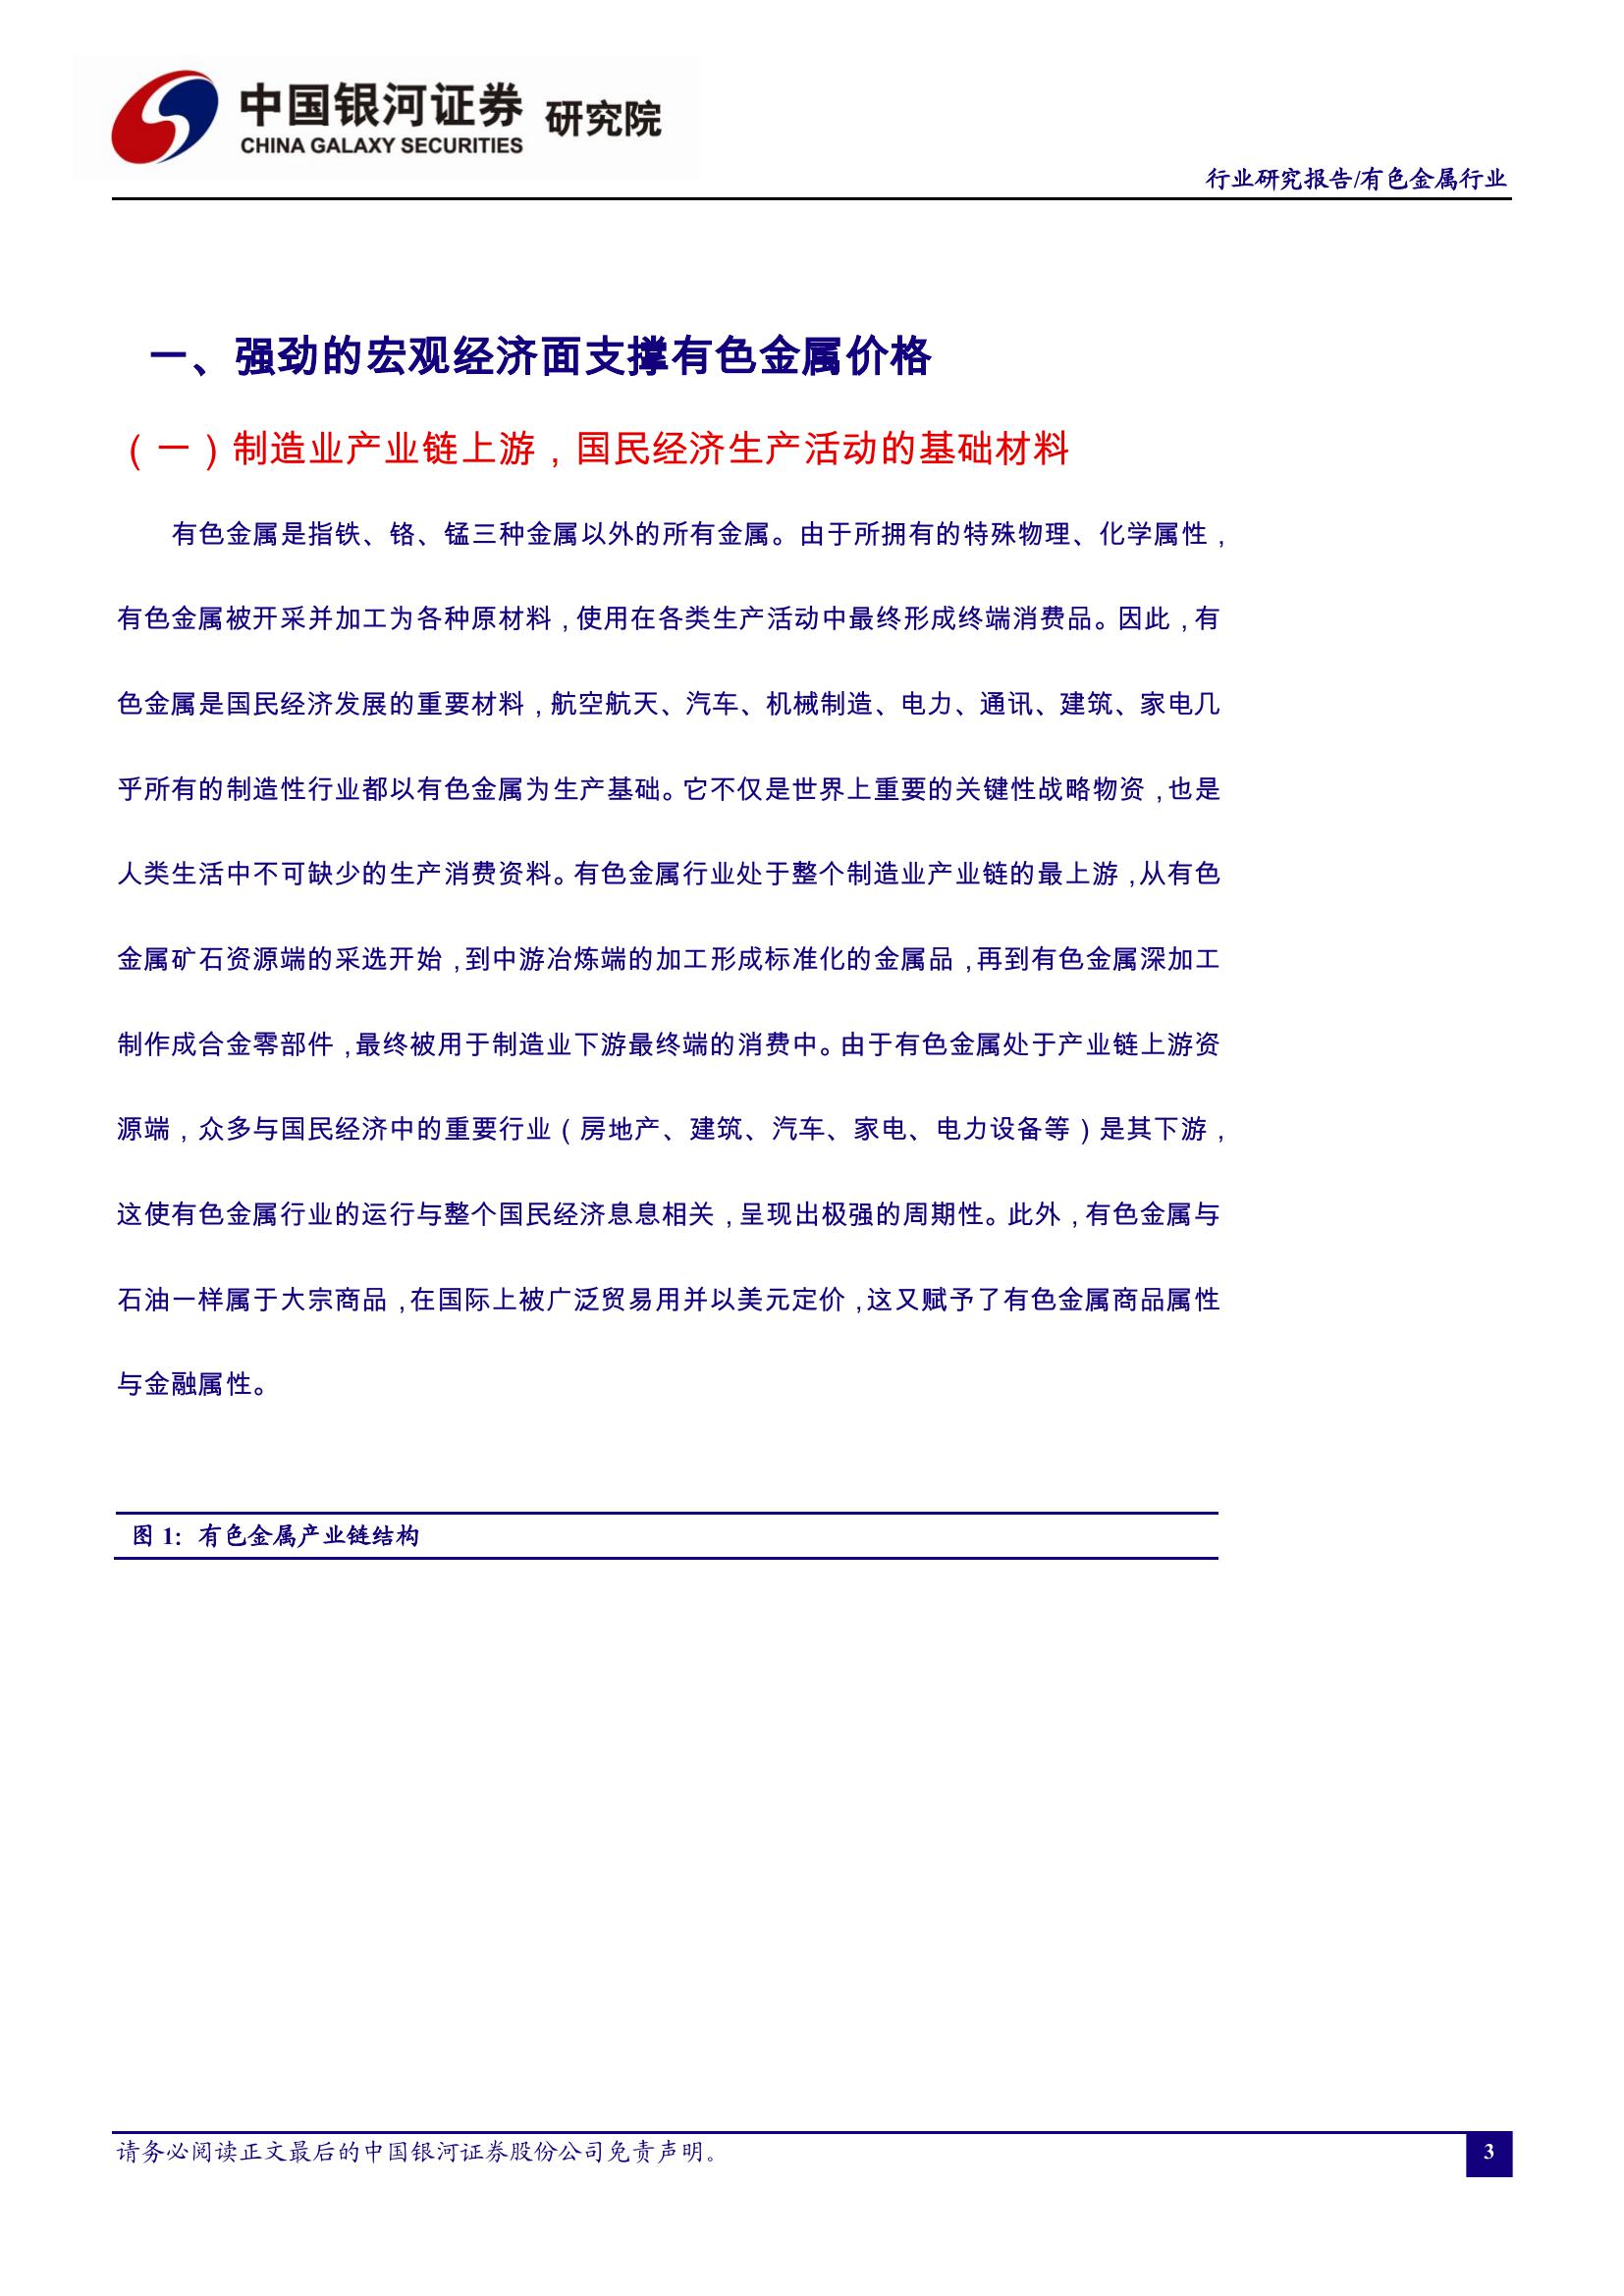 中国银河证券 研究院
CHINA GALAXY SECURITIES
行业研究报告/有色金属行业
一、强劲的宏观经济面支撑有色金属价格
（一）制造业产业链上游，国民经济生产活动的基础材料
有色金属是指铁、铬、锰三种金属以外的所有金属。由于所拥有的特殊物理、化学属性，
有色金属被开采并加工为各种原材料，使用在各类生产活动中最终形成终端消费品。因此，有
色金属是国民经济发展的重要材料，航空航天、汽车、机械制造、电力、通讯、建筑、家电几
乎所有的制造性行业都以有色金属为生产基础。它不仅是世界上重要的关键性战略物资，也是
人类生活中不可缺少的生产消费资料。有色金属行业处于整个制造业产业链的最上游，从有色
金属矿石资源端的采选开始，到中游冶炼端的加工形成标准化的金属品，再到有色金属深加工
制作成合金零部件，最终被用于制造业下游最终端的消费中。由于有色金属处于产业链上游资
源端，众多与国民经济中的重要行业（房地产、建筑、汽车、家电、电力设备等）是其下游，
这使有色金属行业的运行与整个国民经济息息相关，呈现出极强的周期性。此外，有色金属与
石油一样属于大宗商品，在国际上被广泛贸易用并以美元定价，这又赋予了有色金属商品属性
与金融属性。
图 1：有色金属产业链结构
请务必阅读正文最后的中国银河证券股份公司免责声明。
3